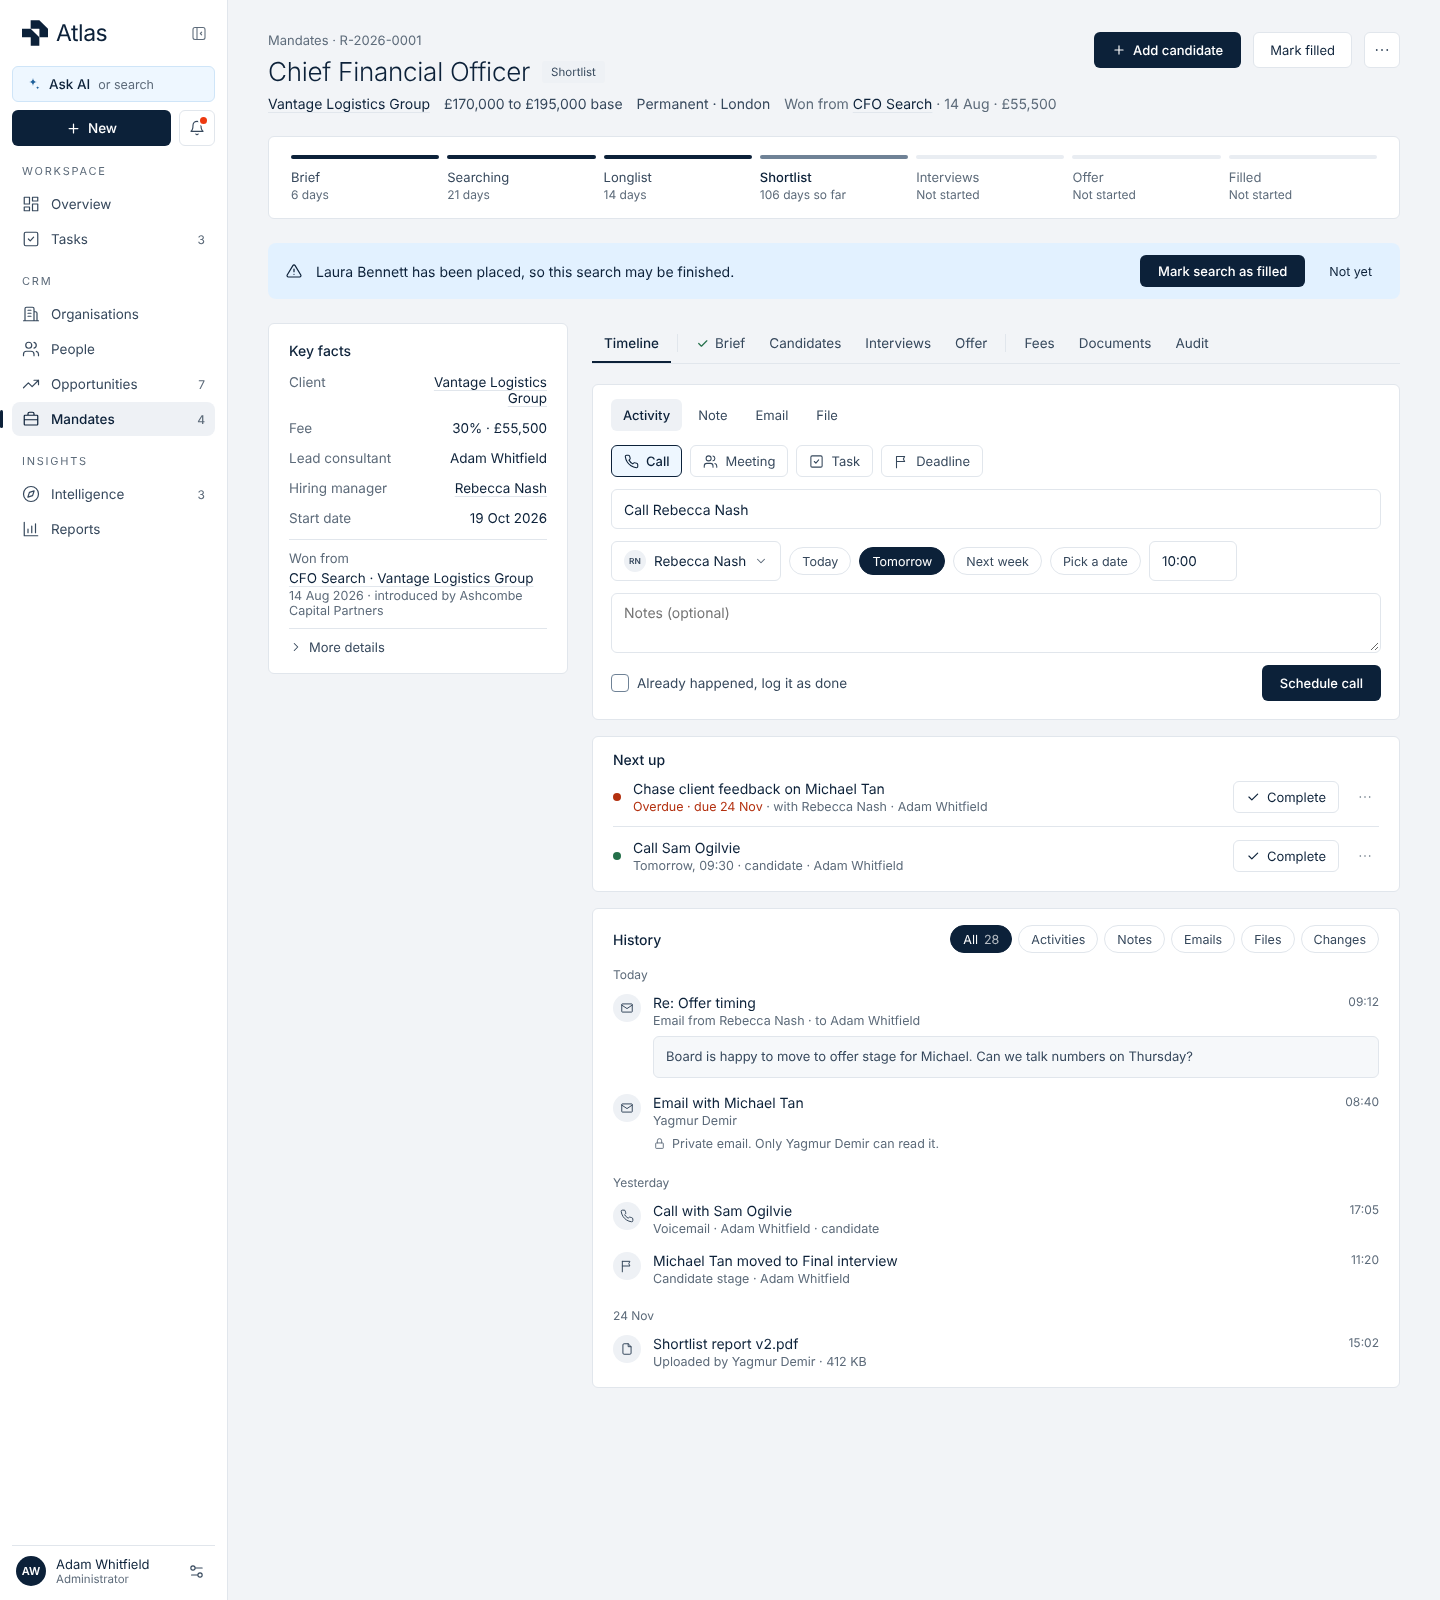 Atlas
Ask AI or search
New
WORKSPACE
Overview
Tasks 3
CRM
Organisations
People
Opportunities 7
Mandates 4
INSIGHTS
Intelligence 3
Reports
AW
Adam Whitfield
Administrator
Mandates · R-2026-0001
Chief Financial Officer Shortlist
Vantage Logistics Group £170,000 to £195,000 base Permanent · London Won from CFO Search · 14 Aug · £55,500
Add candidate
Mark filled
Brief
6 days
Searching
21 days
Longlist
14 days
Shortlist
106 days so far
Interviews
Not started
Offer
Not started
Filled
Not started
Laura Bennett has been placed, so this search may be finished.
Mark search as filled
Not yet
Key facts
Client Vantage Logistics
Group
Fee 30% · £55,500
Lead consultant Adam Whitfield
Hiring manager Rebecca Nash
Start date 19 Oct 2026
Won from
CFO Search · Vantage Logistics Group
14 Aug 2026 · introduced by Ashcombe
Capital Partners
More details
Timeline Brief Candidates Interviews Offer Fees Documents Audit
Activity Note Email File
Call Meeting Task Deadline
Call Rebecca Nash
RN Rebecca Nash Today Tomorrow Next week Pick a date 10:00
Notes (optional)
Already happened, log it as done
Schedule call
Next up
Chase client feedback on Michael Tan
Overdue · due 24 Nov · with Rebecca Nash · Adam Whitfield
Complete
Call Sam Ogilvie
Tomorrow, 09:30 · candidate · Adam Whitfield
Complete
History
All 28 Activities Notes Emails Files Changes
Today
Re: Offer timing 09:12
Email from Rebecca Nash · to Adam Whitfield
Board is happy to move to offer stage for Michael. Can we talk numbers on Thursday?
Email with Michael Tan 08:40
Yagmur Demir
Private email. Only Yagmur Demir can read it.
Yesterday
Call with Sam Ogilvie 17:05
Voicemail · Adam Whitfield · candidate
Michael Tan moved to Final interview 11:20
Candidate stage · Adam Whitfield
24 Nov
Shortlist report v2.pdf 15:02
Uploaded by Yagmur Demir · 412 KB